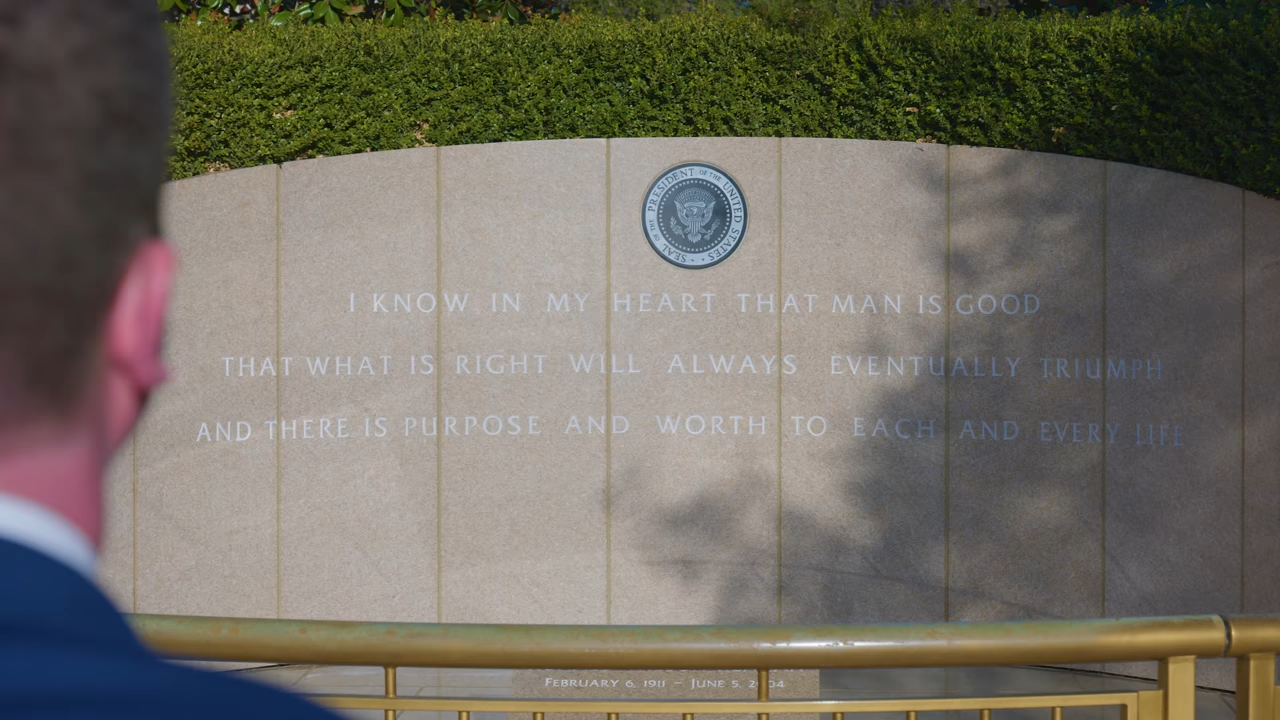 SEAL OF THE PRESIDENT OF THE UNITED STATES
I KNOW IN MY HEART THAT MAN IS GOOD
THAT WHAT IS RIGHT WILL ALWAYS EVENTUALLY TRIUMPH
AND THERE IS PURPOSE AND WORTH TO EACH AND EVERY LIFE
FEBRUARY 6, 1911 – JUNE 5, 2004